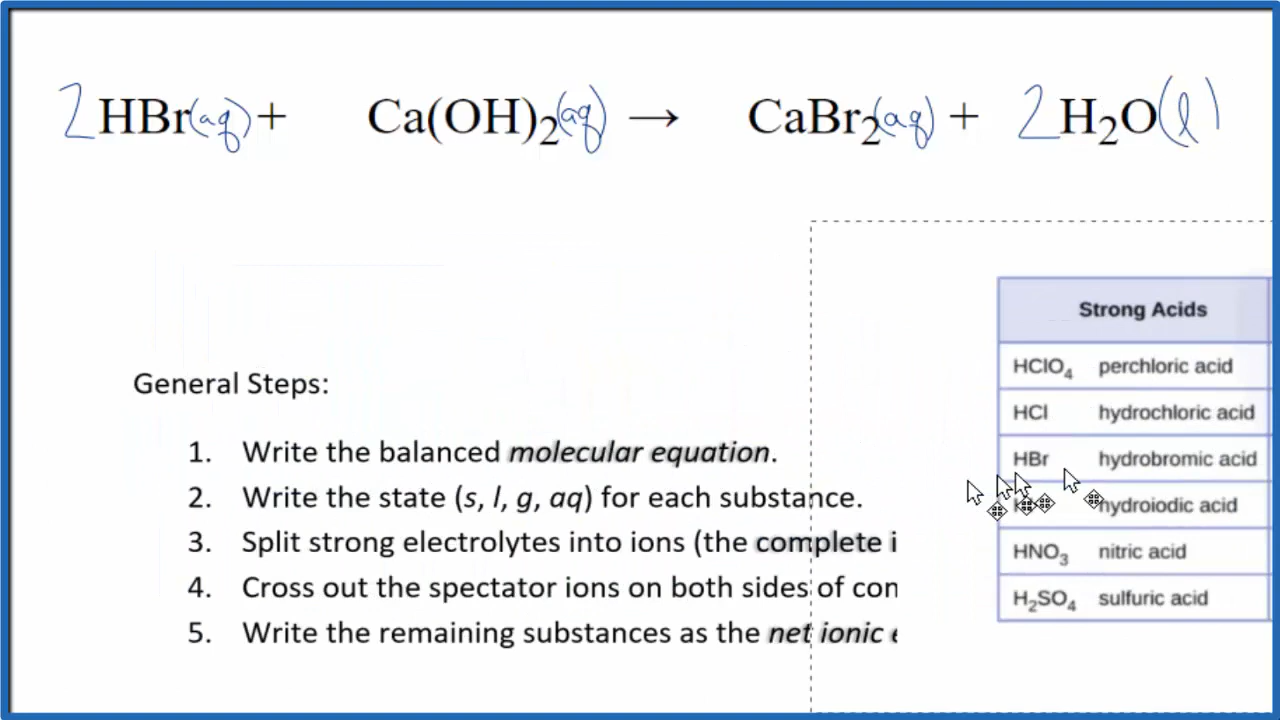 2HBr(aq) + Ca(OH)₂(aq) → CaBr₂(aq) + 2H₂O(l)
General Steps:
1. Write the balanced molecular equation.
2. Write the state (s, l, g, aq) for each substance.
3. Split strong electrolytes into ions (the complete i
4. Cross out the spectator ions on both sides of con
5. Write the remaining substances as the net ionic e
Strong Acids
HClO₄ perchloric acid
HCl hydrochloric acid
HBr hydrobromic acid
hydroiodic acid
HNO₃ nitric acid
H₂SO₄ sulfuric acid